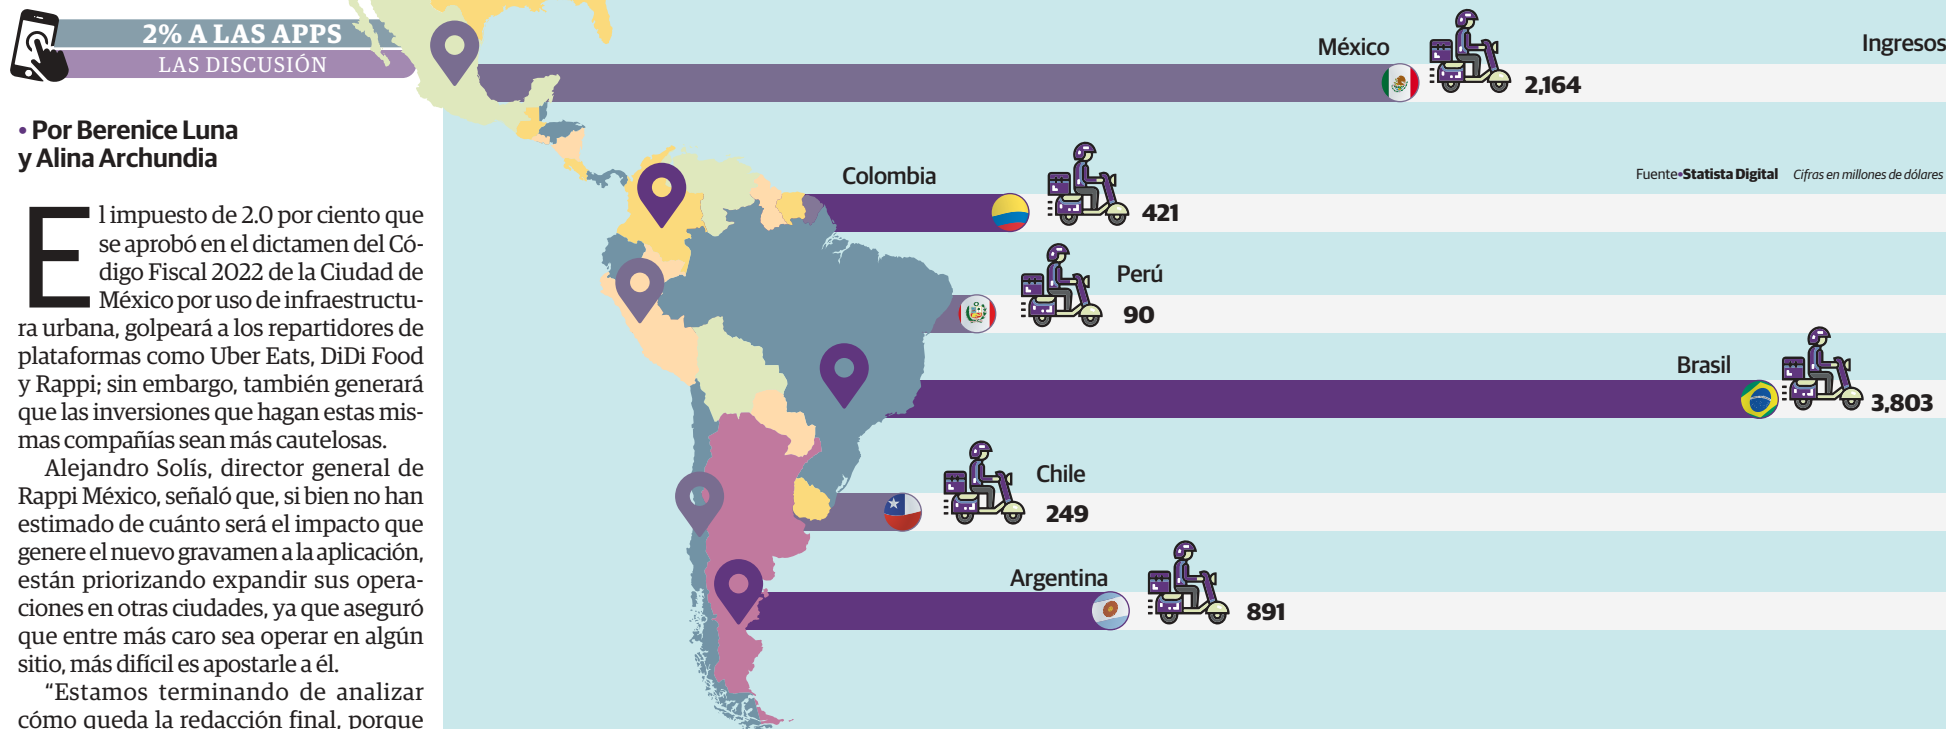 2% A LAS APPS
LAS DISCUSIÓN
• Por Berenice Luna
y Alina Archundia
El impuesto de 2.0 por ciento que
se aprobó en el dictamen del Có-
digo Fiscal 2022 de la Ciudad de
México por uso de infraestructu-
ra urbana, golpeará a los repartidores de
plataformas como Uber Eats, DiDi Food
y Rappi; sin embargo, también generará
que las inversiones que hagan estas mis-
mas compañías sean más cautelosas.
Alejandro Solís, director general de
Rappi México, señaló que, si bien no han
estimado de cuánto será el impacto que
genere el nuevo gravamen a la aplicación,
están priorizando expandir sus opera-
ciones en otras ciudades, ya que aseguró
que entre más caro sea operar en algún
sitio, más difícil es apostarle a él.
“Estamos terminando de analizar
cómo queda la redacción final, porque
México
2,164
Ingresos
Fuente•Statista Digital Cifras en millones de dólares
Colombia
421
Perú
90
Brasil
3,803
Chile
249
Argentina
891